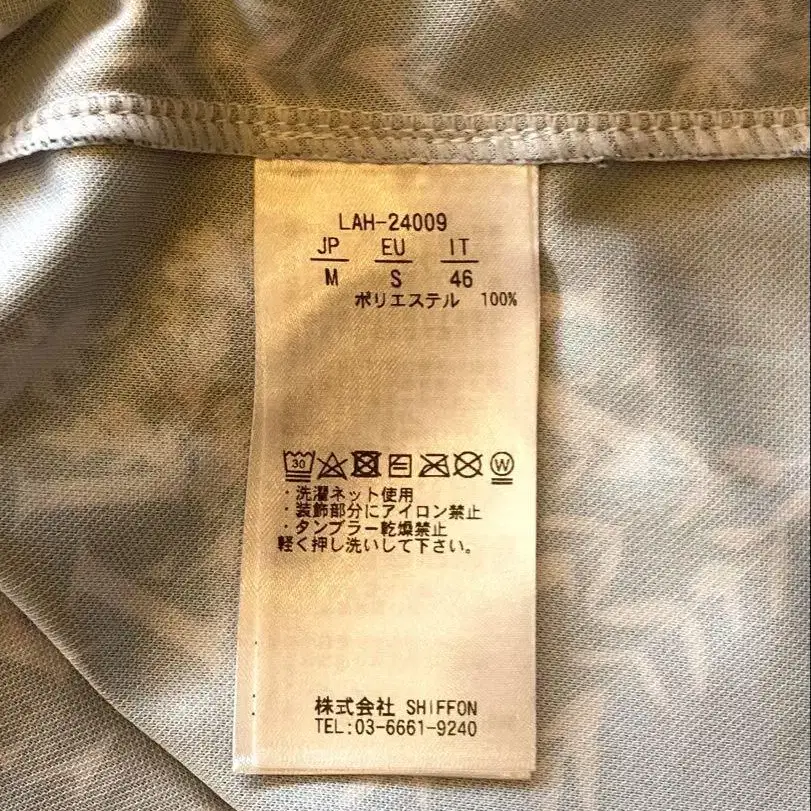 LAH-24009
JP EU IT
M S 46
ポリエステル 100%
30 W
・洗濯ネット使用
・装飾部分にアイロン禁止
・タンブラー乾燥禁止
軽く押し洗いして下さい。
株式会社 SHIFFON
TEL:03-6661-9240